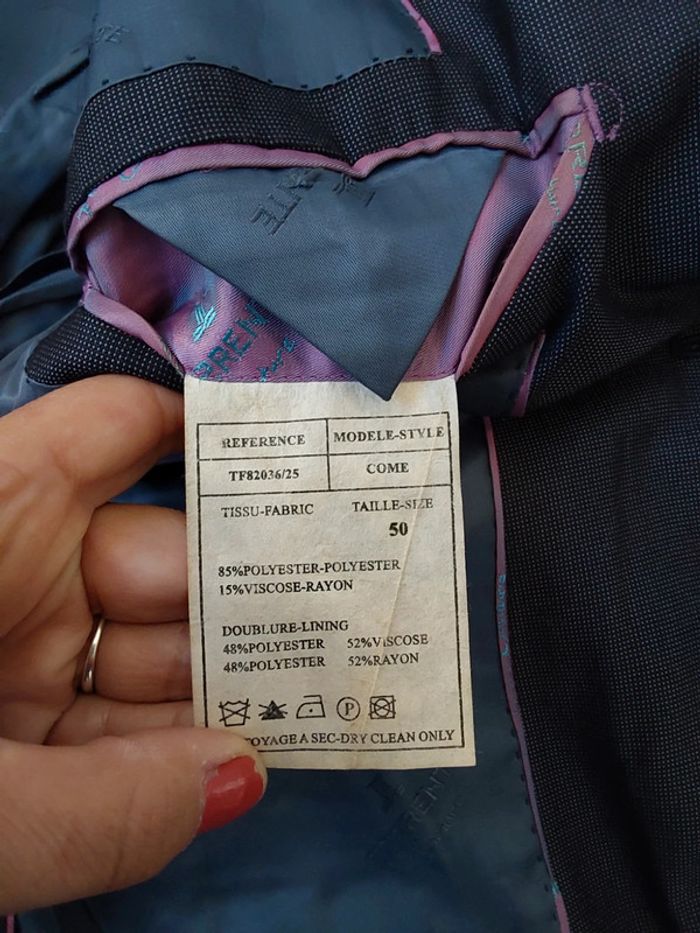 REFERENCE MODELE-STYLE
TF82036/25 COME
TISSU-FABRIC TAILLE-SIZE
50
85%POLYESTER-POLYESTER
15%VISCOSE-RAYON
DOUBLURE-LINING
48%POLYESTER 52%VISCOSE
48%POLYESTER 52%RAYON
P
OYAGE A SEC-DRY CLEAN ONLY